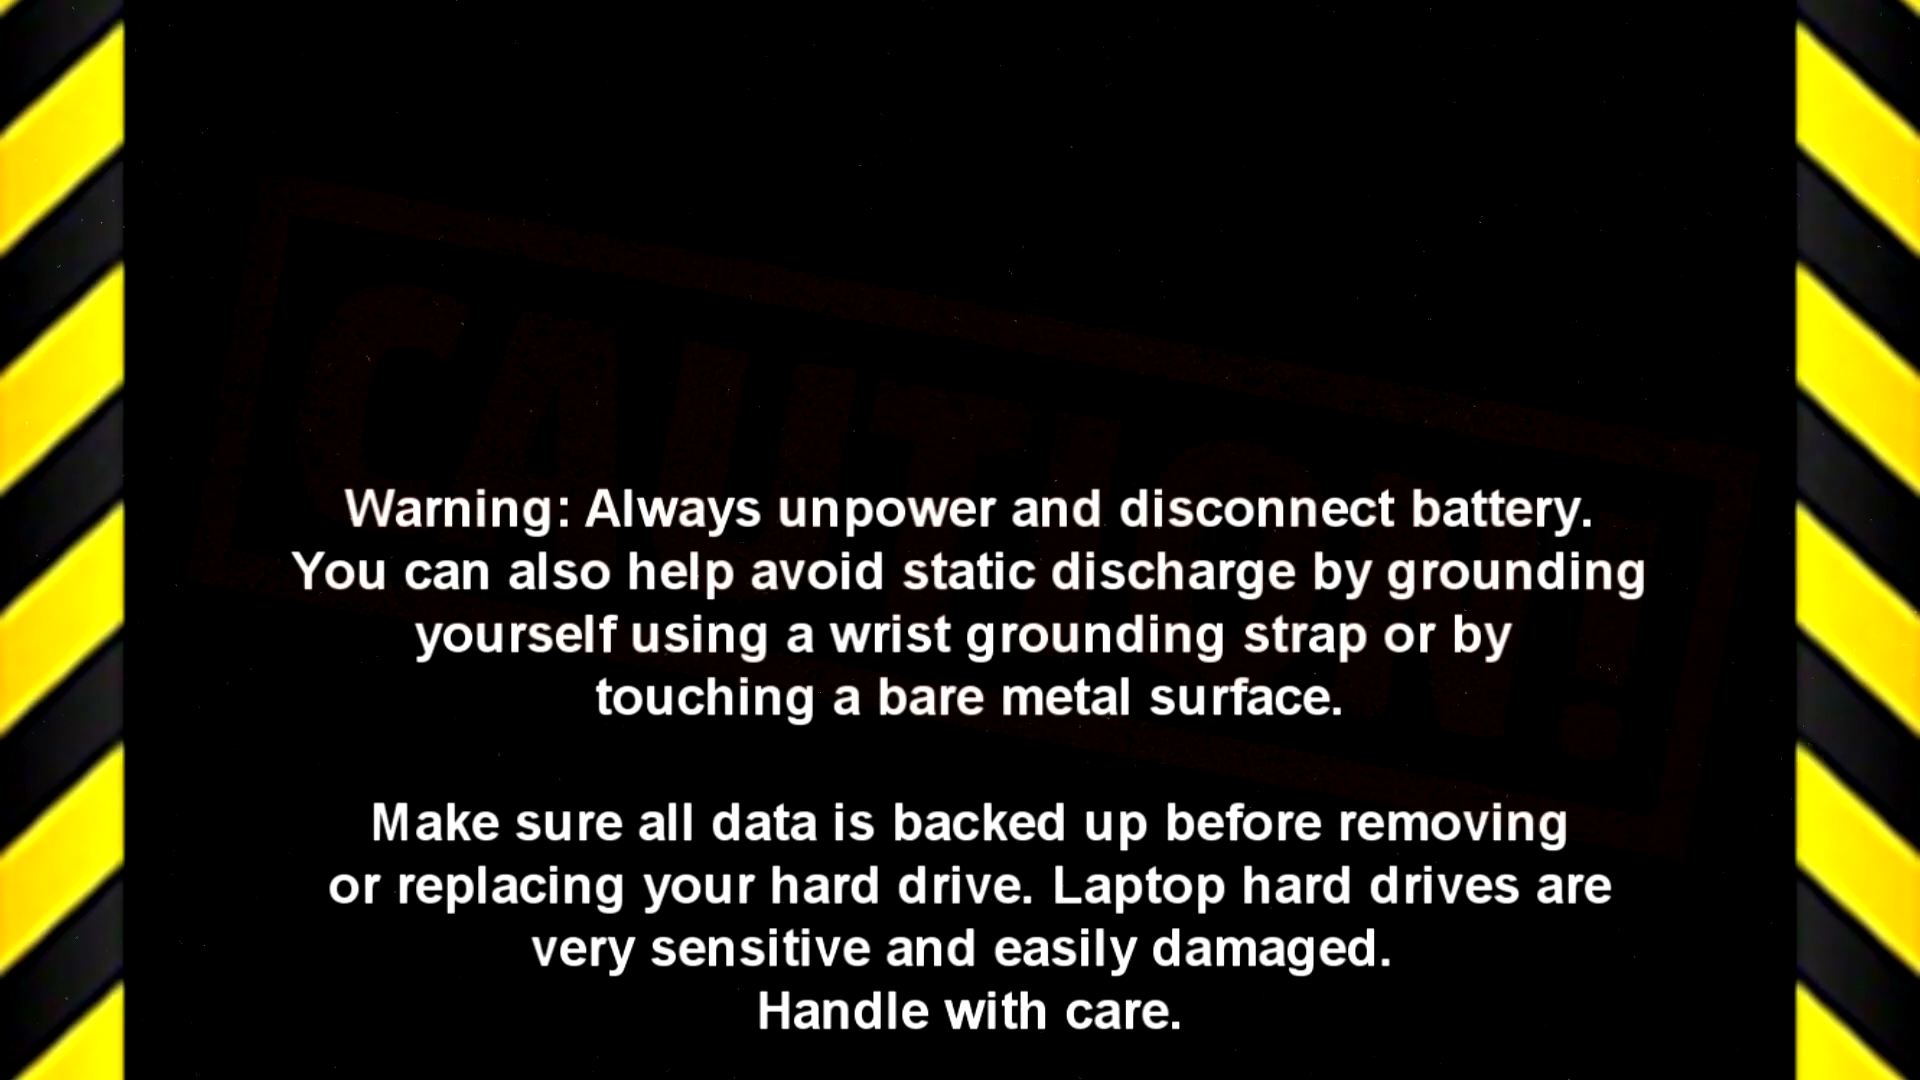 CAUTION!
Warning: Always unpower and disconnect battery.
You can also help avoid static discharge by grounding
yourself using a wrist grounding strap or by
touching a bare metal surface.
Make sure all data is backed up before removing
or replacing your hard drive. Laptop hard drives are
very sensitive and easily damaged.
Handle with care.